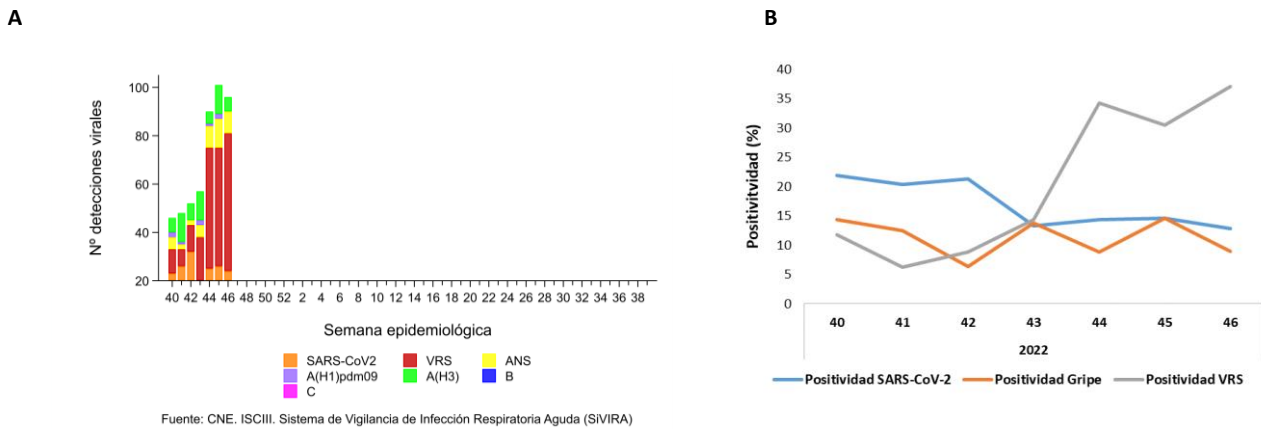 A
B
Nº detecciones virales
100
80
60
40
20
40 42 44 46 48 50 52 2 4 6 8 10 12 14 16 18 20 22 24 26 28 30 32 34 36 38
Semana epidemiológica
SARS-CoV2 VRS ANS
A(H1)pdm09 A(H3) B
C
Fuente: CNE. ISCIII. Sistema de Vigilancia de Infección Respiratoria Aguda (SiVIRA)
Positivitvidad (%)
40
35
30
25
20
15
10
5
0
40 41 42 43 44 45 46
2022
Positividad SARS-CoV-2 Positividad Gripe Positividad VRS